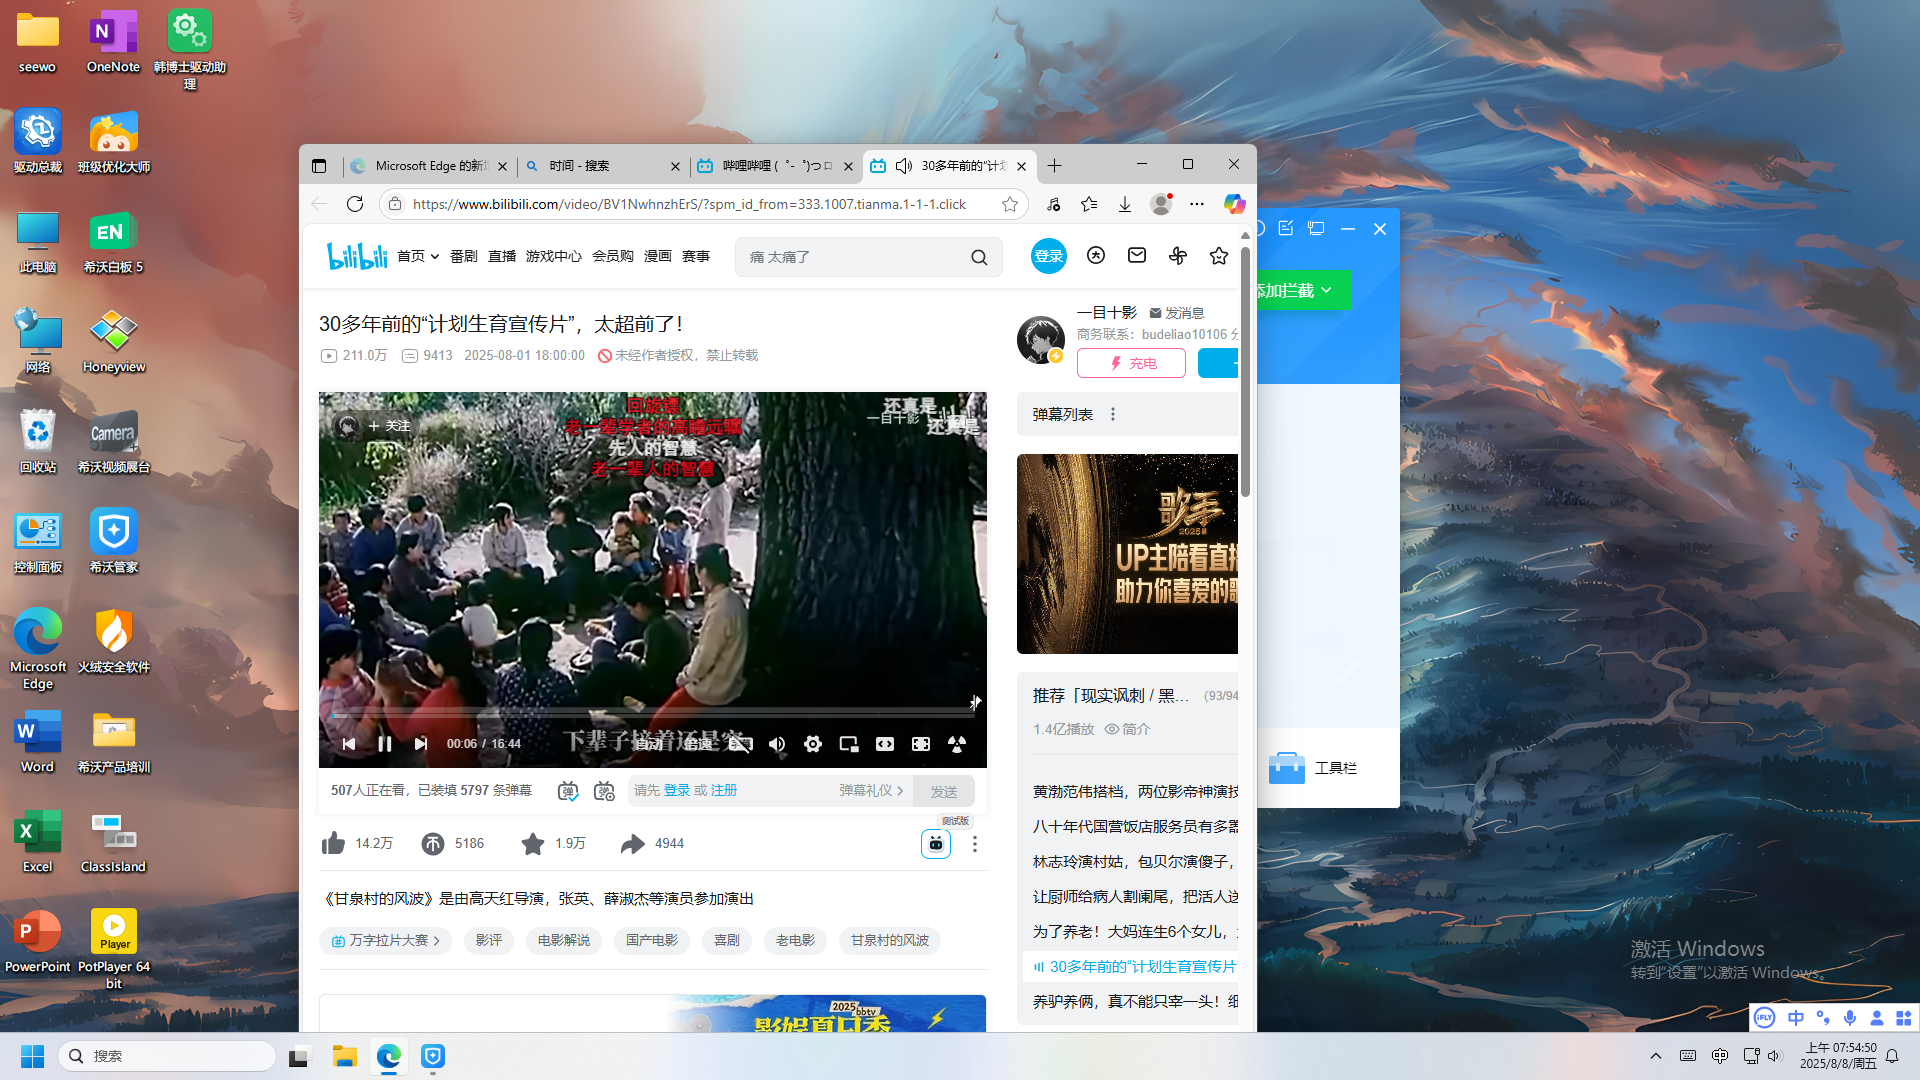 seewo
OneNote
韩博士驱动助理
驱动总裁
班级优化大师
此电脑
EN
希沃白板 5
网络
Honeyview
回收站
Camera
希沃视频展台
控制面板
希沃管家
Microsoft Edge
火绒安全软件
Word
希沃产品培训
Excel
ClassIsland
PowerPoint
Player
PotPlayer 64 bit
Microsoft Edge 的新
时间 - 搜索
哔哩哔哩 ( ゜- ゜)つロ
30多年前的“计划
https://www.bilibili.com/video/BV1NwhnzhErS/?spm_id_from=333.1007.tianma.1-1-1.click
bilibili
首页
番剧
直播
游戏中心
会员购
漫画
赛事
痛 太痛了
登录
30多年前的“计划生育宣传片”，太超前了！
211.0万
9413
2025-08-01 18:00:00
未经作者授权，禁止转载
一目十影
发消息
商务联系：budeliao10106
充电
+ 关注
回旋镖
老一辈学者的高瞻远瞩
先人的智慧
老一辈人的智慧
还真是
一目十影
还真是
弹幕列表
歌手
2025
UP主陪看直播
助力你喜爱的歌
00:06 / 16:44
自动
倍速
下辈子接着还是穷
推荐「现实讽刺 / 黑...
(93/94
1.4亿播放
简介
507人正在看，已装填 5797 条弹幕
请先 登录 或 注册
弹幕礼仪
发送
14.2万
5186
1.9万
4944
测试版
《甘泉村的风波》是由高天红导演，张英、薛淑杰等演员参加演出
万字拉片大赛
影评
电影解说
国产电影
喜剧
老电影
甘泉村的风波
黄渤范伟搭档，两位影帝神演技
八十年代国营饭店服务员有多嚣
林志玲演村姑，包贝尔演傻子，
让厨师给病人割阑尾，把活人送
为了养老！大妈连生6个女儿，
30多年前的“计划生育宣传片
养驴养俩，真不能只宰一头！细
2025 bbtv
影娱夏日季
添加拦截
工具栏
激活 Windows
转到“设置”以激活 Windows。
iFLY
中
搜索
中
上午 07:54:50
2025/8/8/周五